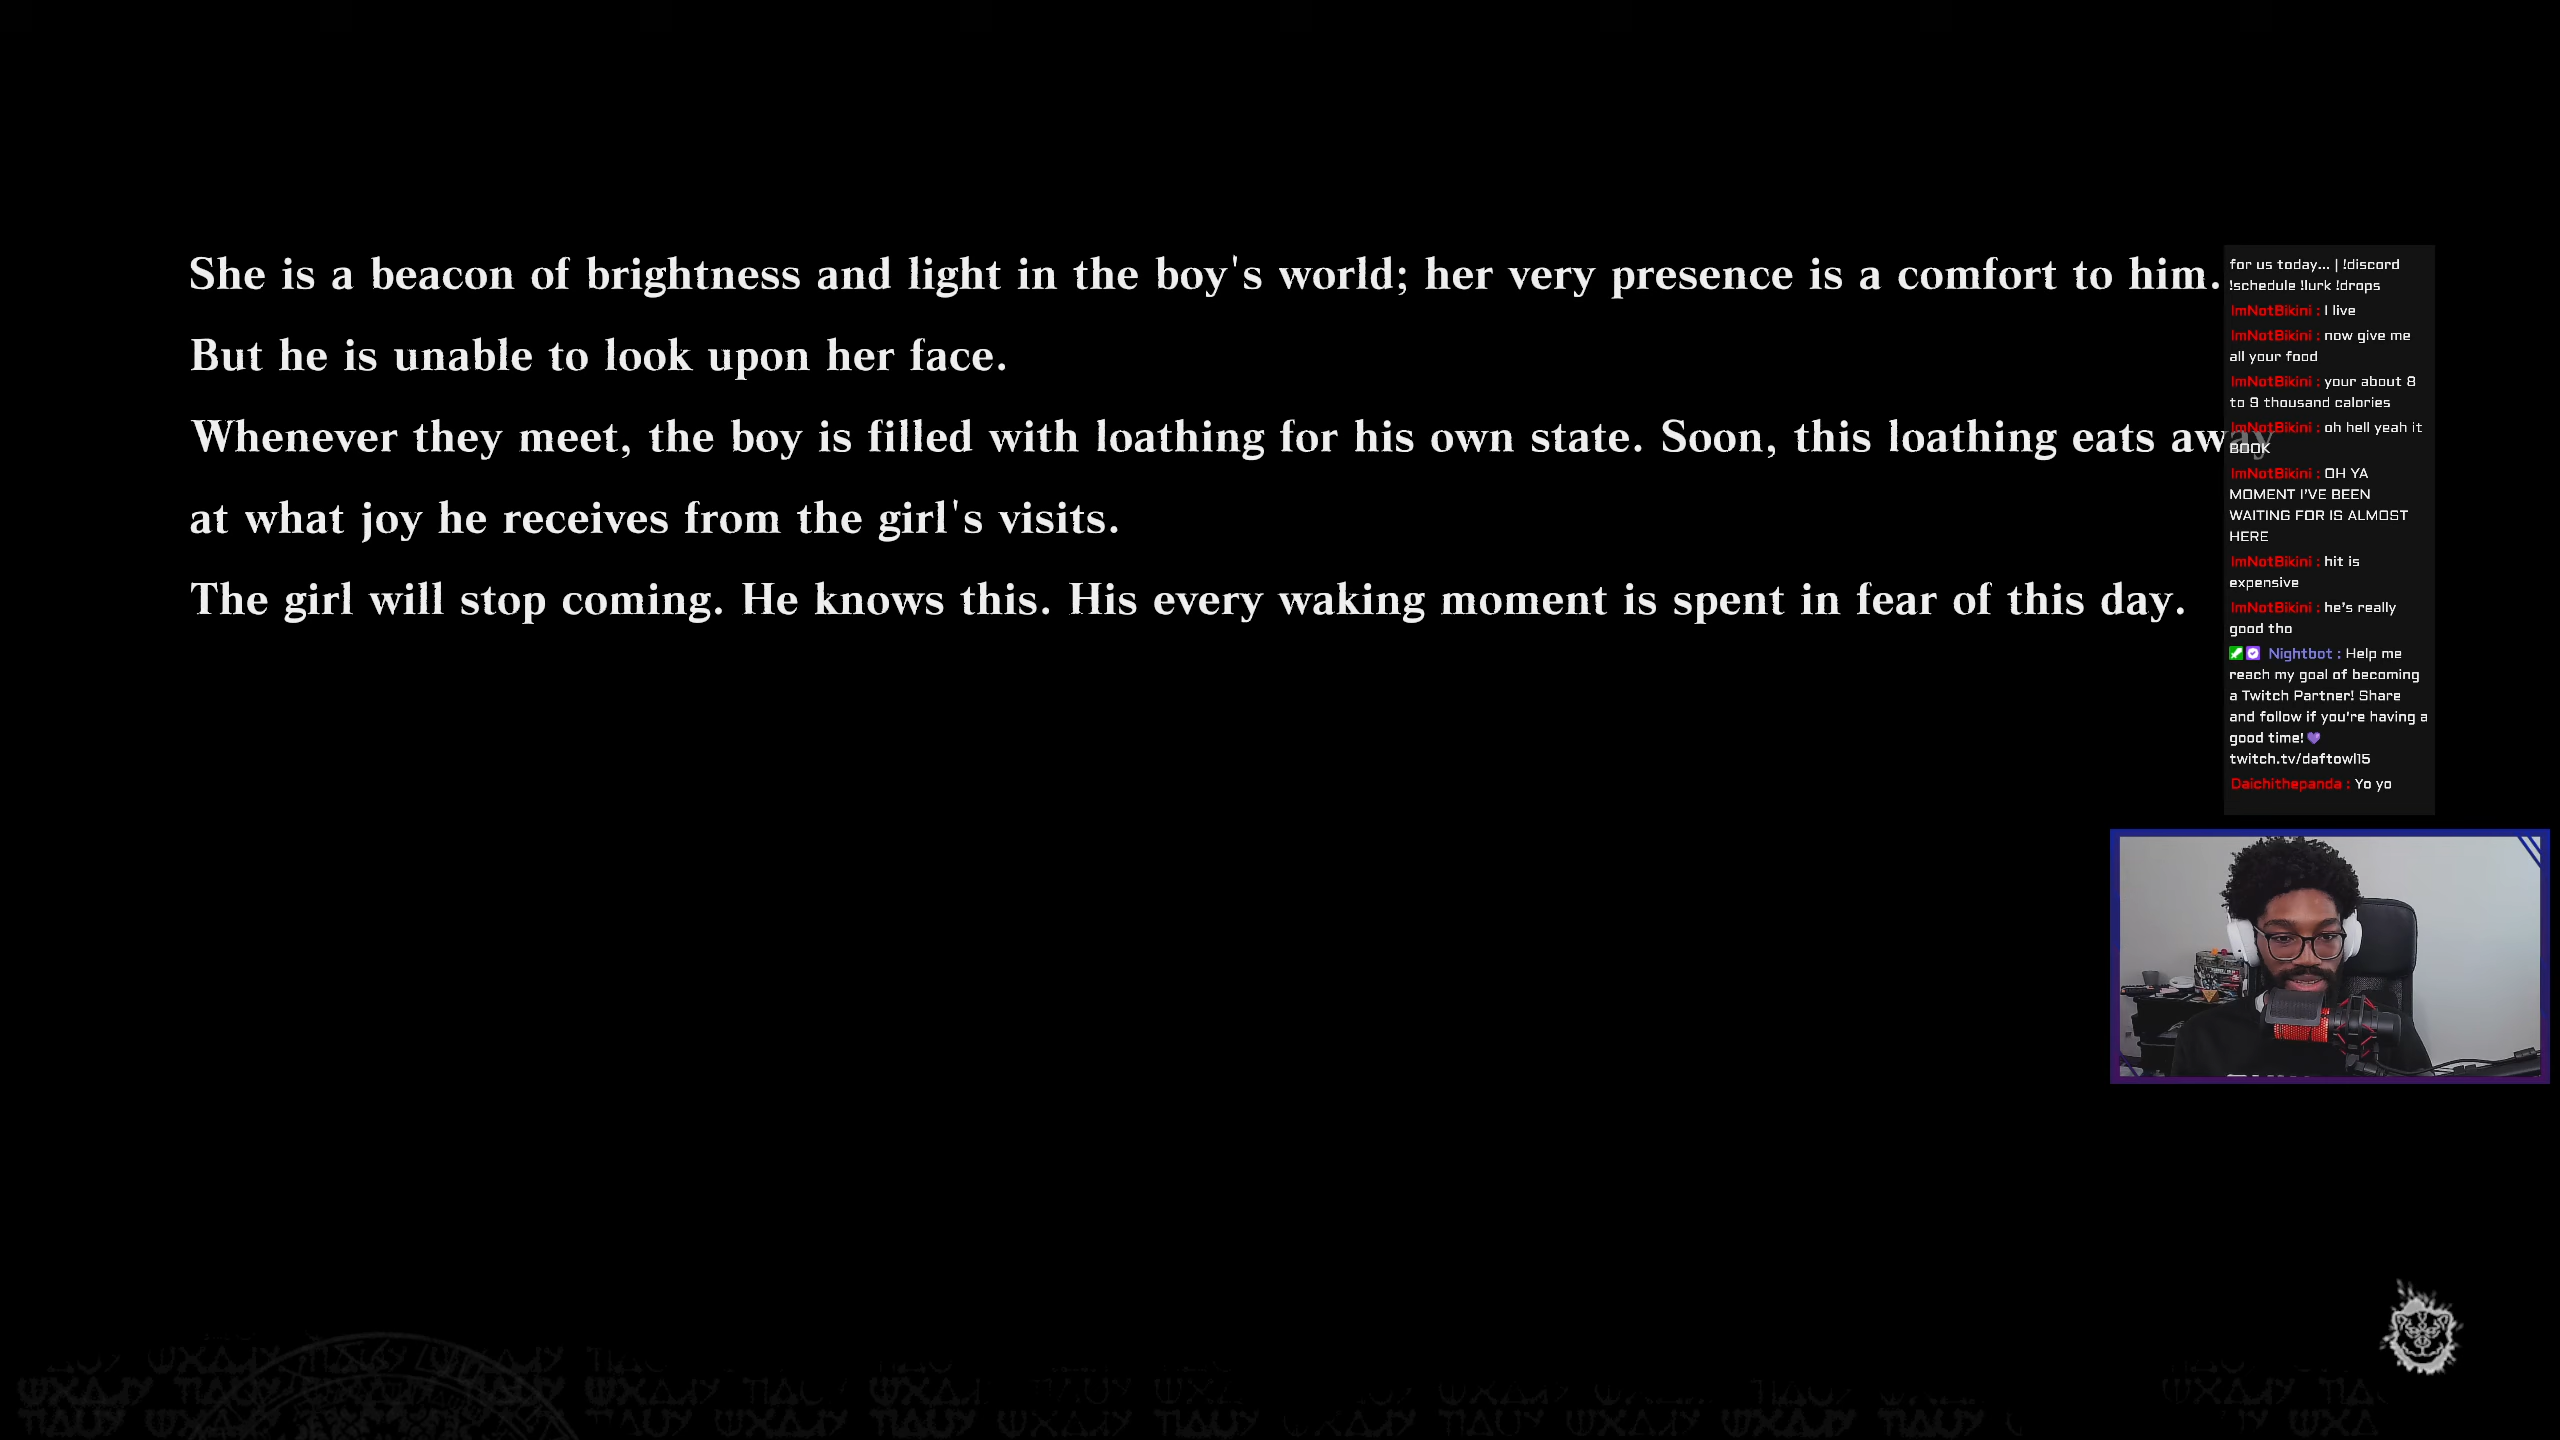 She is a beacon of brightness and light in the boy's world; her very presence is a comfort to him.
But he is unable to look upon her face.
Whenever they meet, the boy is filled with loathing for his own state. Soon, this loathing eats away
at what joy he receives from the girl's visits.
The girl will stop coming. He knows this. His every waking moment is spent in fear of this day.
for us today... | !discord
!schedule !lurk !drops
ImNotBikini : I live
ImNotBikini : now give me
all your food
ImNotBikini : your about 8
to 9 thousand calories
ImNotBikini : oh hell yeah it
BOOK
ImNotBikini : OH YA
MOMENT I'VE BEEN
WAITING FOR IS ALMOST
HERE
ImNotBikini : hit is
expensive
ImNotBikini : he's really
good tho
Nightbot : Help me
reach my goal of becoming
a Twitch Partner! Share
and follow if you're having a
good time! 💜
twitch.tv/daftowl15
Daichithepanda : Yo yo